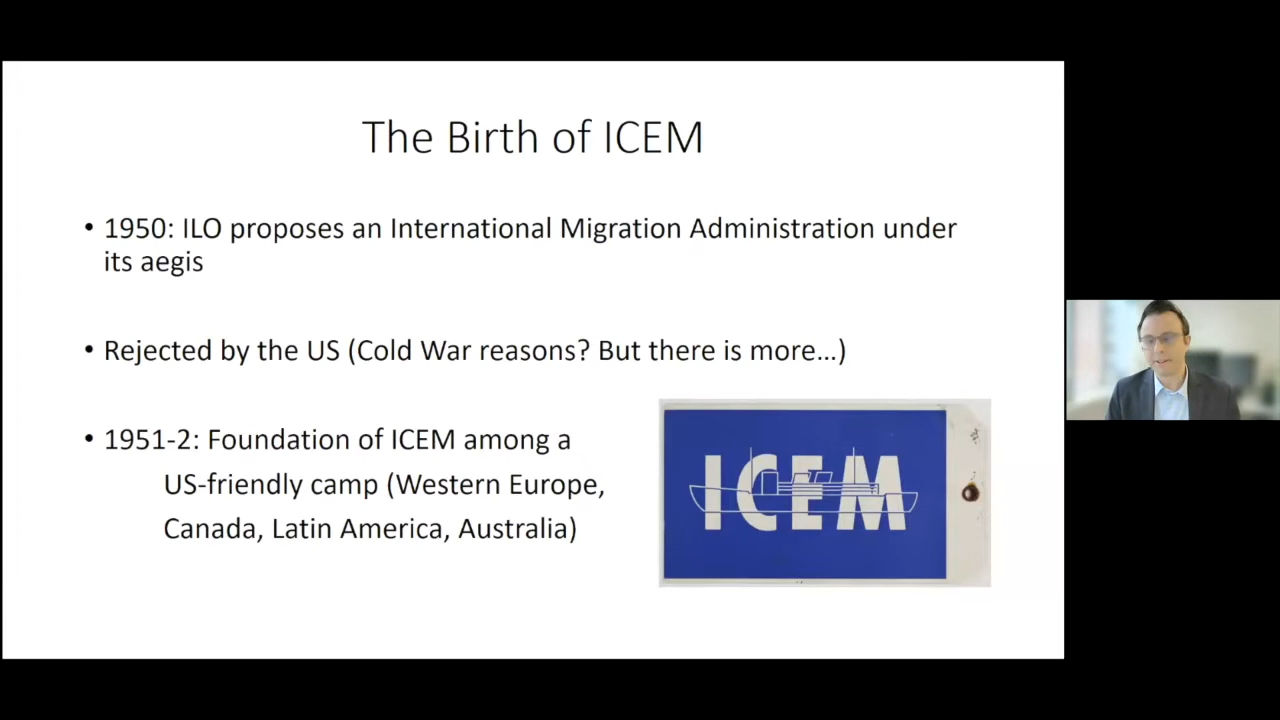 The Birth of ICEM
• 1950: ILO proposes an International Migration Administration under
its aegis
• Rejected by the US (Cold War reasons? But there is more...)
• 1951-2: Foundation of ICEM among a
US-friendly camp (Western Europe,
Canada, Latin America, Australia)
ICEM